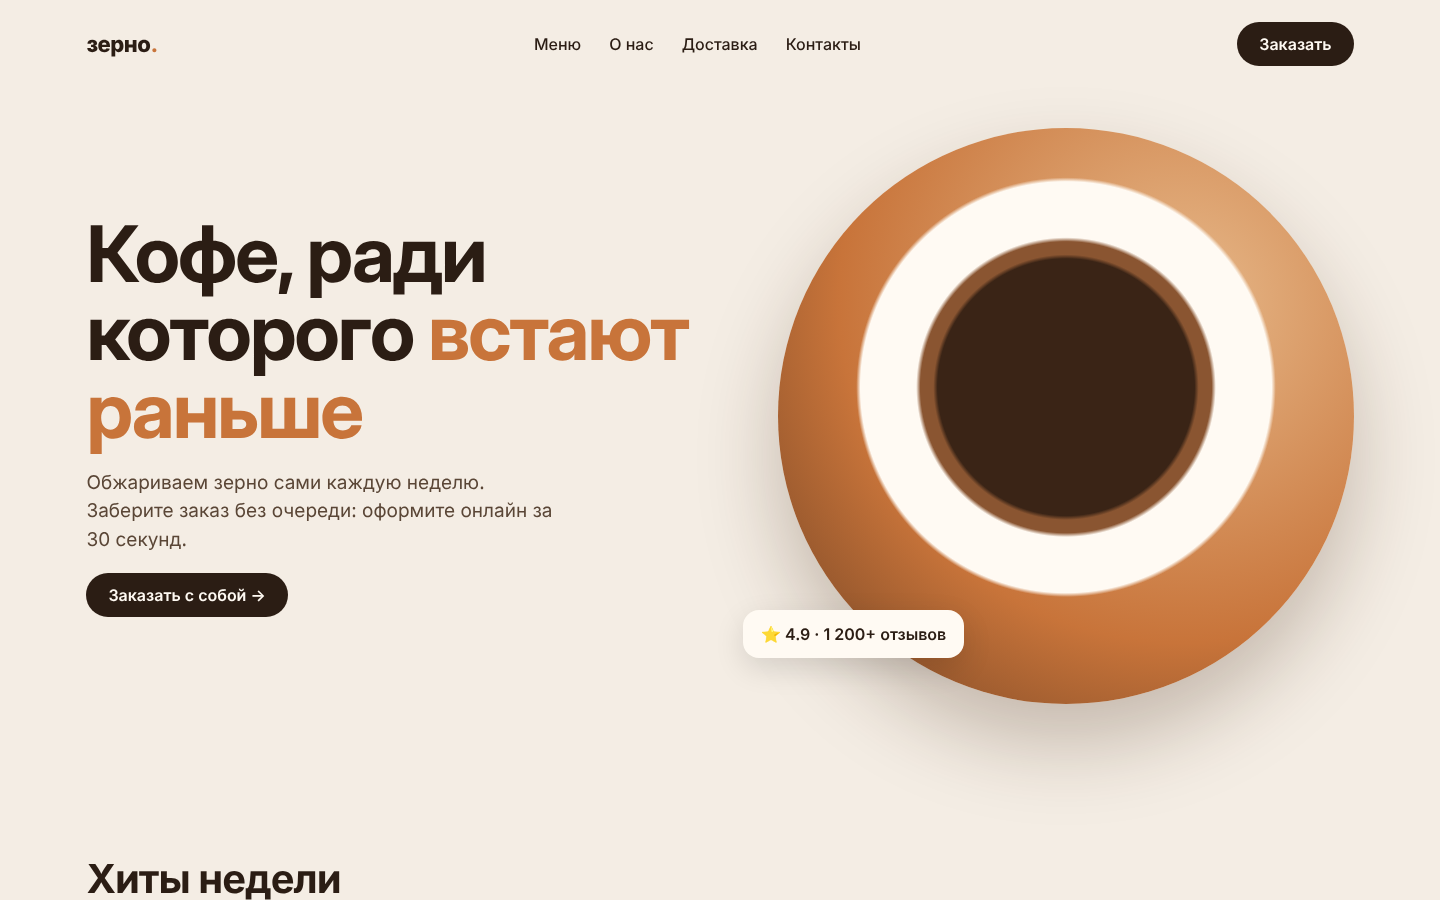 зерно.
Меню
О нас
Доставка
Контакты
Заказать
Кофе, ради
которого встают
раньше
Обжариваем зерно сами каждую неделю.
Заберите заказ без очереди: оформите онлайн за
30 секунд.
Заказать с собой →
⭐ 4.9 · 1 200+ отзывов
Хиты недели